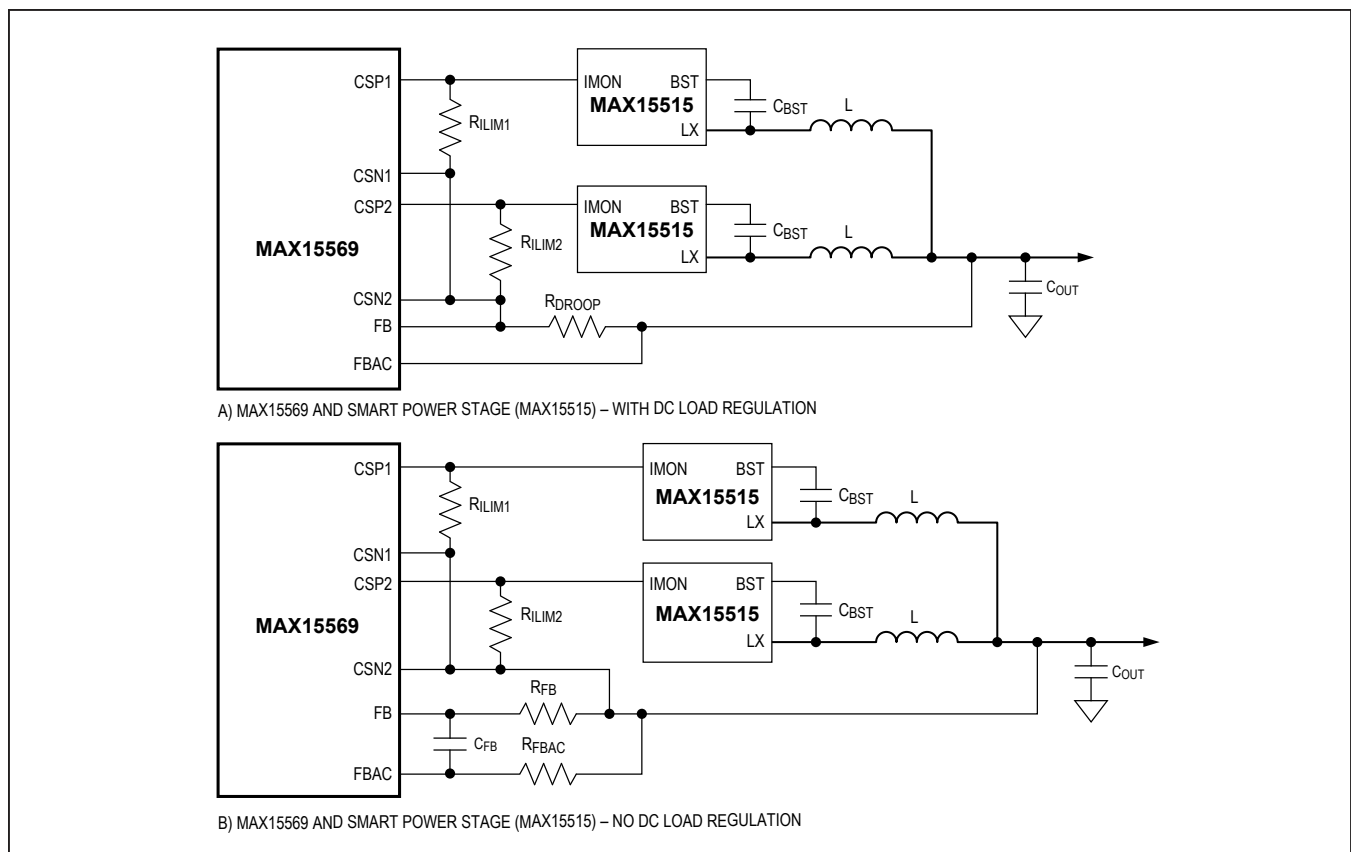 CSP1
IMON
BST
MAX15515
CBST
L
LX
RILIM1
CSN1
CSP2
IMON
BST
MAX15515
CBST
L
LX
RILIM2
MAX15569
CSN2
RDROOP
COUT
FB
FBAC
A) MAX15569 AND SMART POWER STAGE (MAX15515) – WITH DC LOAD REGULATION
CSP1
IMON
BST
MAX15515
CBST
L
LX
RILIM1
CSN1
CSP2
IMON
BST
MAX15515
CBST
L
LX
RILIM2
MAX15569
CSN2
COUT
RFB
FB
CFB
RFBAC
FBAC
B) MAX15569 AND SMART POWER STAGE (MAX15515) – NO DC LOAD REGULATION